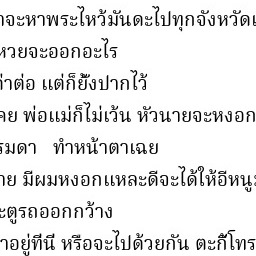 จะหาพระไหว้มันดะไปทุกจังหวัด
หวยจะออกอะไร
ต่อ แต่ก็ยั้งปากไว้
คย พ่อแม่ก็ไม่เว้น หัวนายจะหงอก
รมดา ทำหน้าตาเฉย
าย มีผมหงอกแหละดีจะได้ให้อีหนู
ะตูรถออกกว้าง
าอยู่ที่นี่ หรือจะไปด้วยกัน ตะกี้โทร